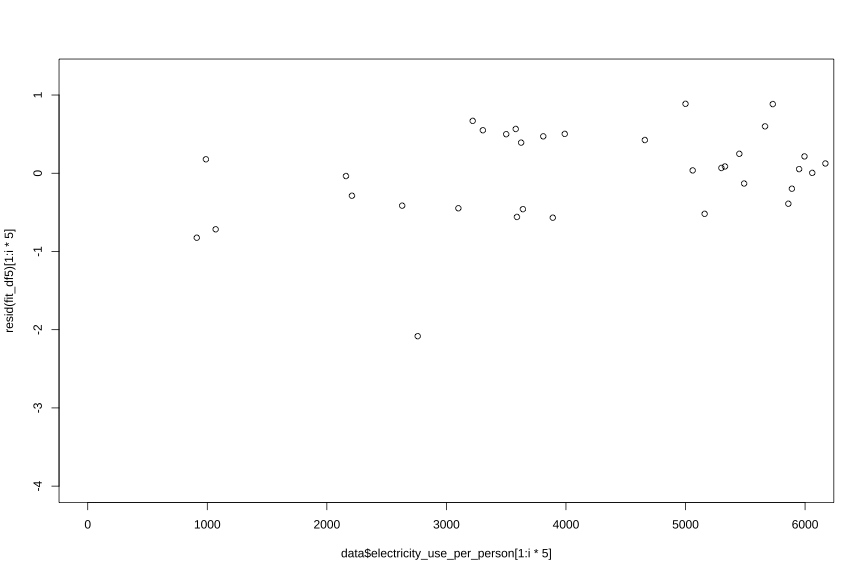 1
0
-1
-2
-3
-4
resid(fit_df5)[1:i * 5]
0 1000 2000 3000 4000 5000 6000
data$electricity_use_per_person[1:i * 5]